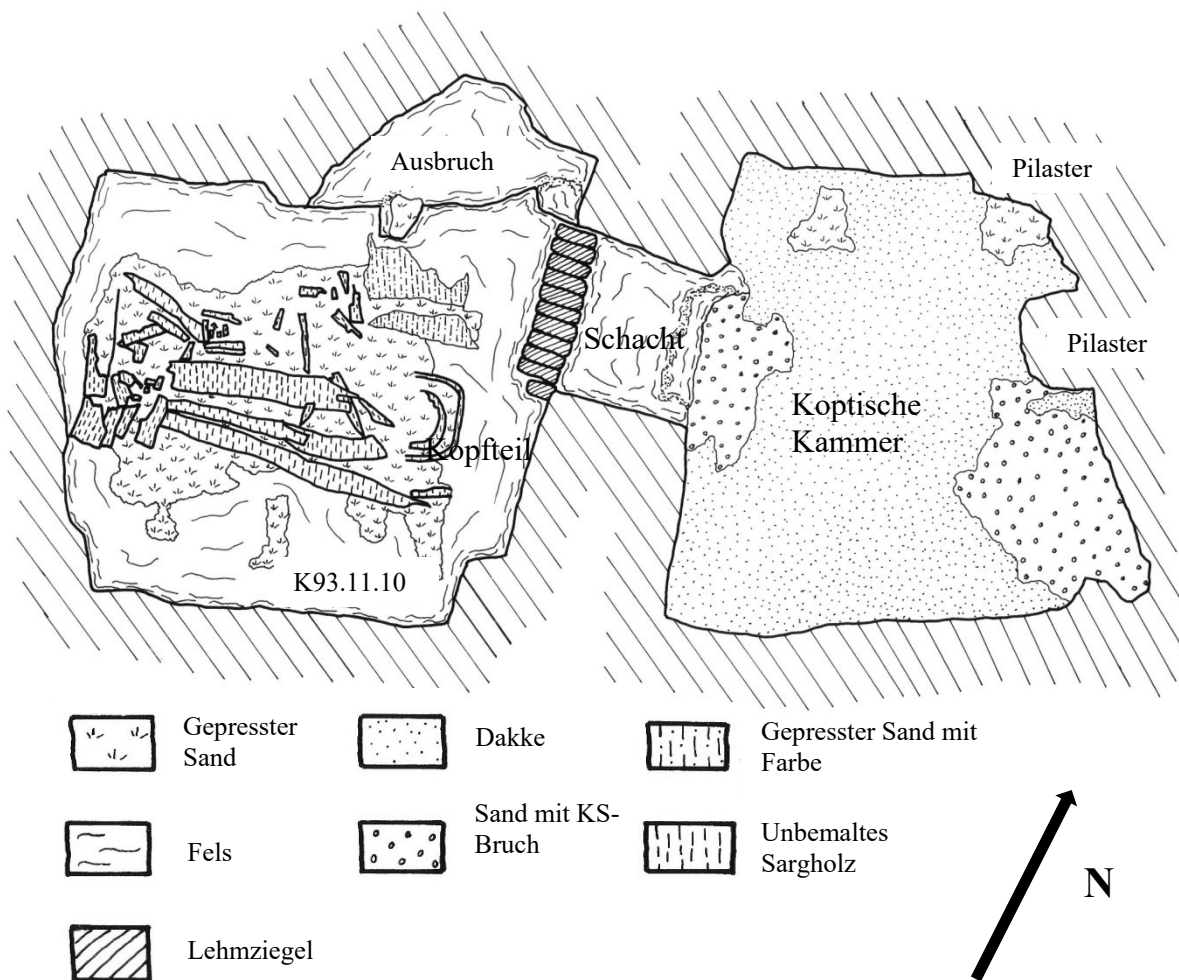 Ausbruch
Pilaster
Schacht
Pilaster
Koptische
Kammer
Kopfteil
K93.11.10
Gepresster
Sand
Dakke
Gepresster Sand mit
Farbe
Fels
Sand mit KS-
Bruch
Unbemaltes
Sargholz
N
Lehmziegel